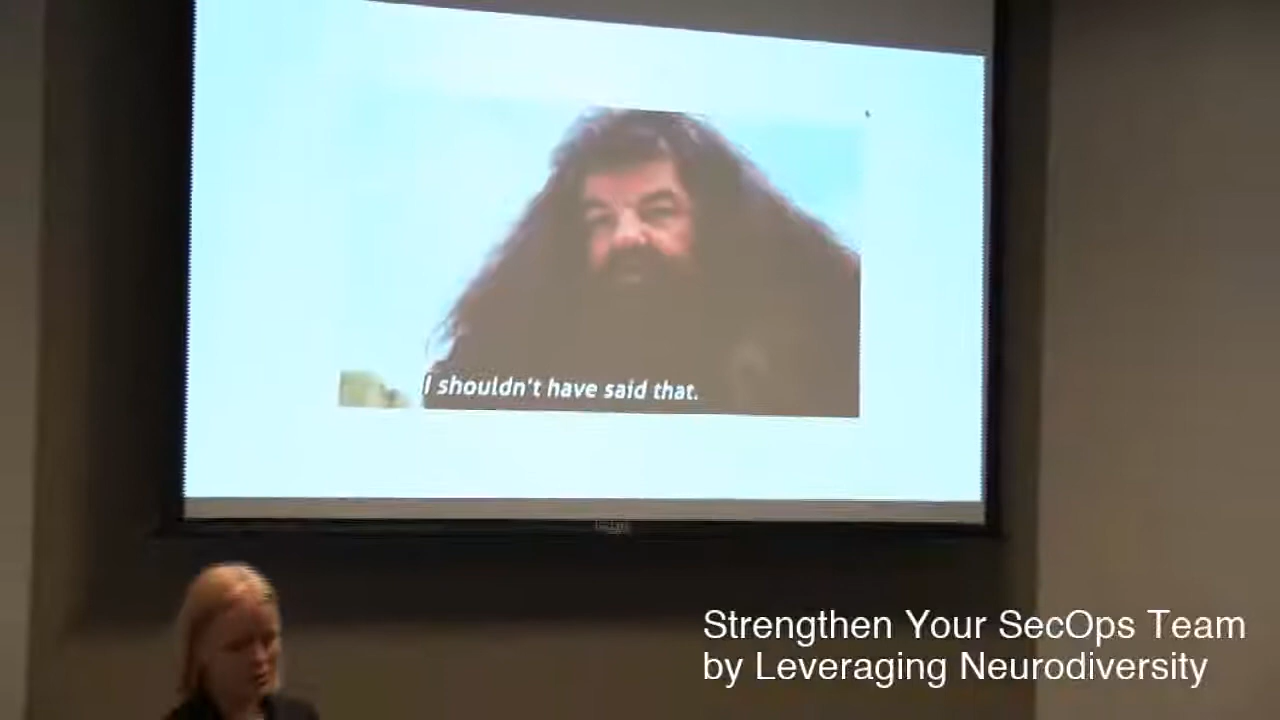 I shouldn't have said that.
Strengthen Your SecOps Team
by Leveraging Neurodiversity